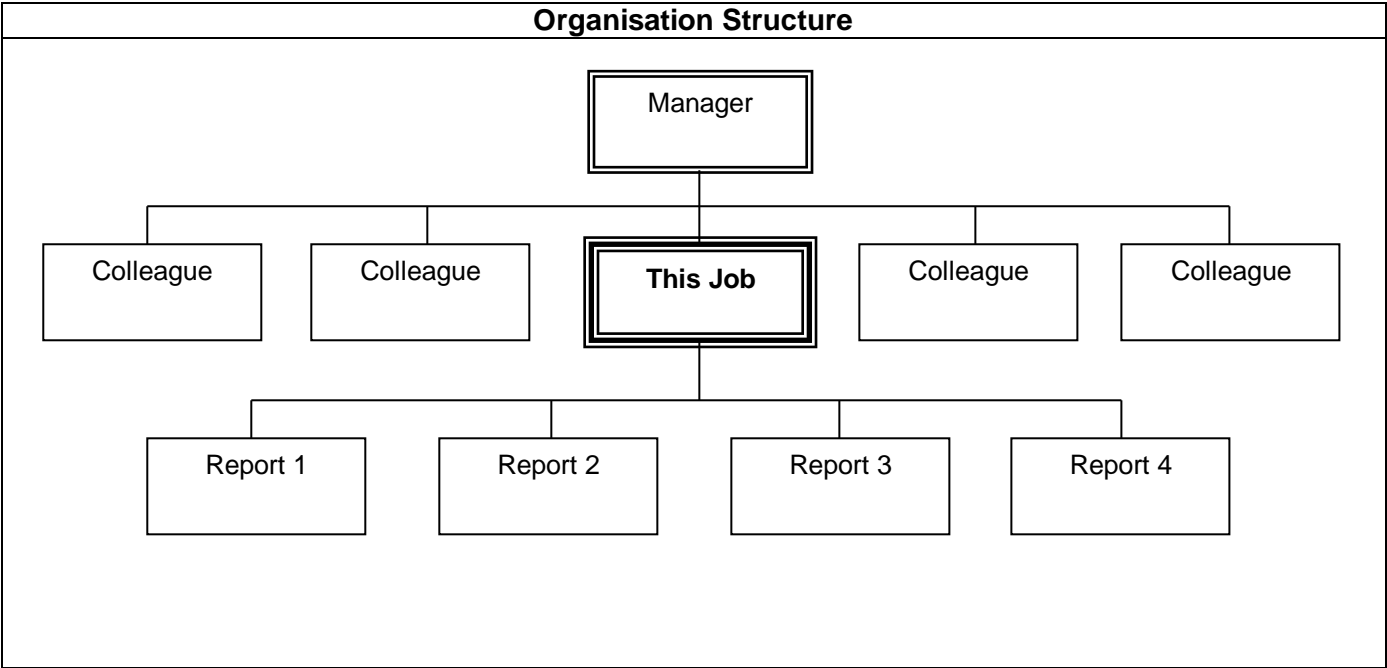 Organisation Structure
Manager
Colleague
Colleague
This Job
Colleague
Colleague
Report 1
Report 2
Report 3
Report 4